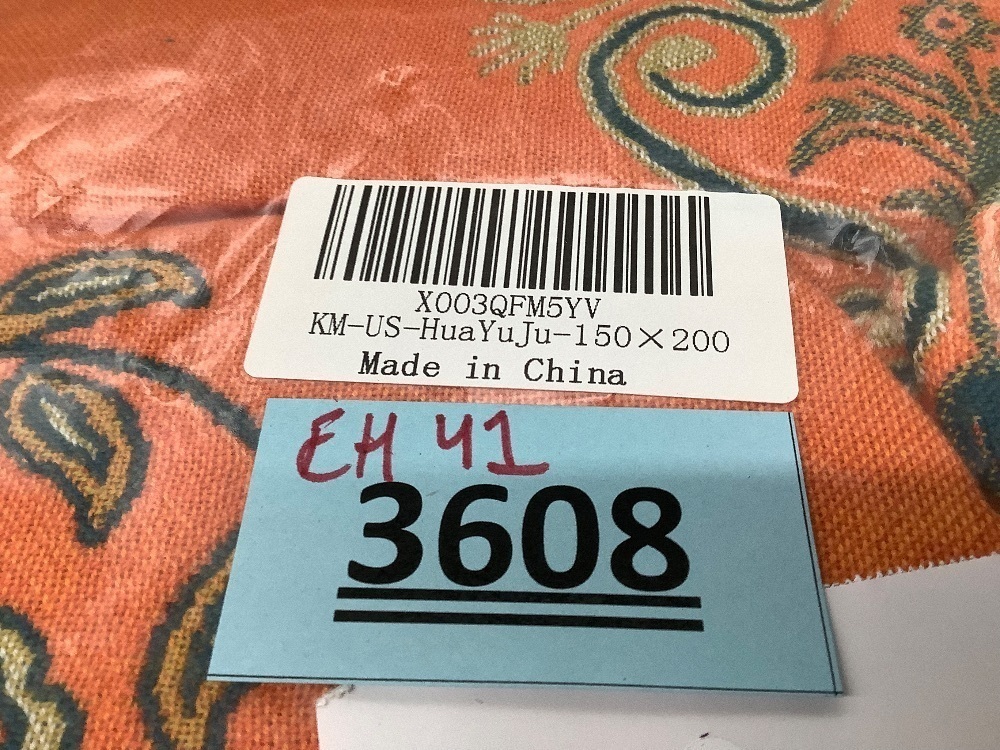 X003QFM5YV
KM-US-HuaYuJu-150×200
Made in China
EH 41
3608